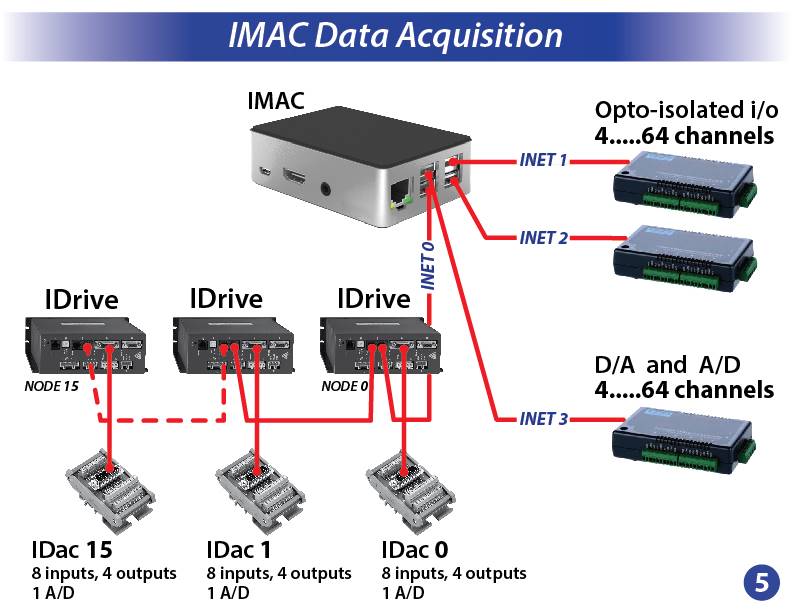 IMAC Data Acquisition
IMAC
Opto-isolated i/o
4.....64 channels
INET 1
INET 2
INET 0
IDrive
IDrive
IDrive
NODE 15
NODE 0
D/A and A/D
4.....64 channels
INET 3
IDac 15
8 inputs, 4 outputs
1 A/D
IDac 1
8 inputs, 4 outputs
1 A/D
IDac 0
8 inputs, 4 outputs
1 A/D
5